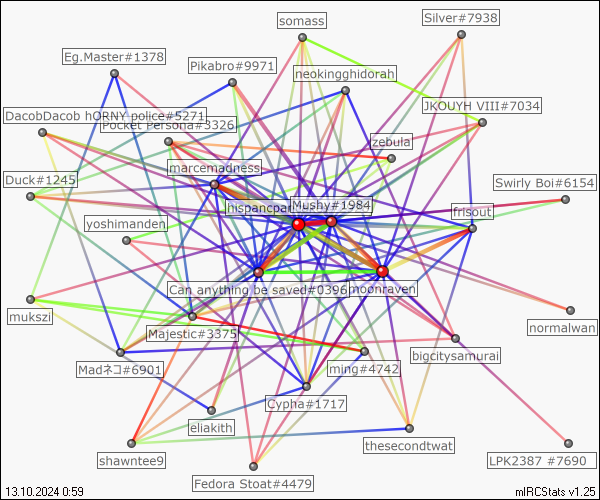 Silver#7938
somass
Eg.Master#1378
Pikabro#9971
neokingghidorah
JKOUYH VIII#7034
DacobDacob hORNY police#5271
Pocket Persona#3326
zebula
marcemadness
Duck#1245
Swirly Boi#6154
hispancpan
Mushy#1984
frisout
yoshimanden
Can anything be saved#0396
moonraven
mukszi
Majestic#3375
normalwan
bigcitysamurai
Madネコ#6901
ming#4742
Cypha#1717
eliakith
thesecondtwat
shawntee9
LPK2387 #7690
Fedora Stoat#4479
13.10.2024 0:59
mIRCStats v1.25